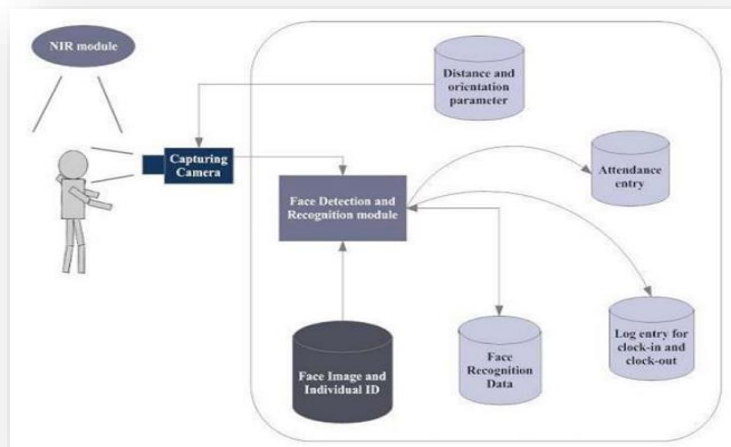 NIR module
Distance and
orientation
parameter
Capturing
Camera
Attendance
entry
Face Detection and
Recognition module
Log entry for
clock-in and
clock-out
Face
Recognition
Data
Face Image and
Individual ID